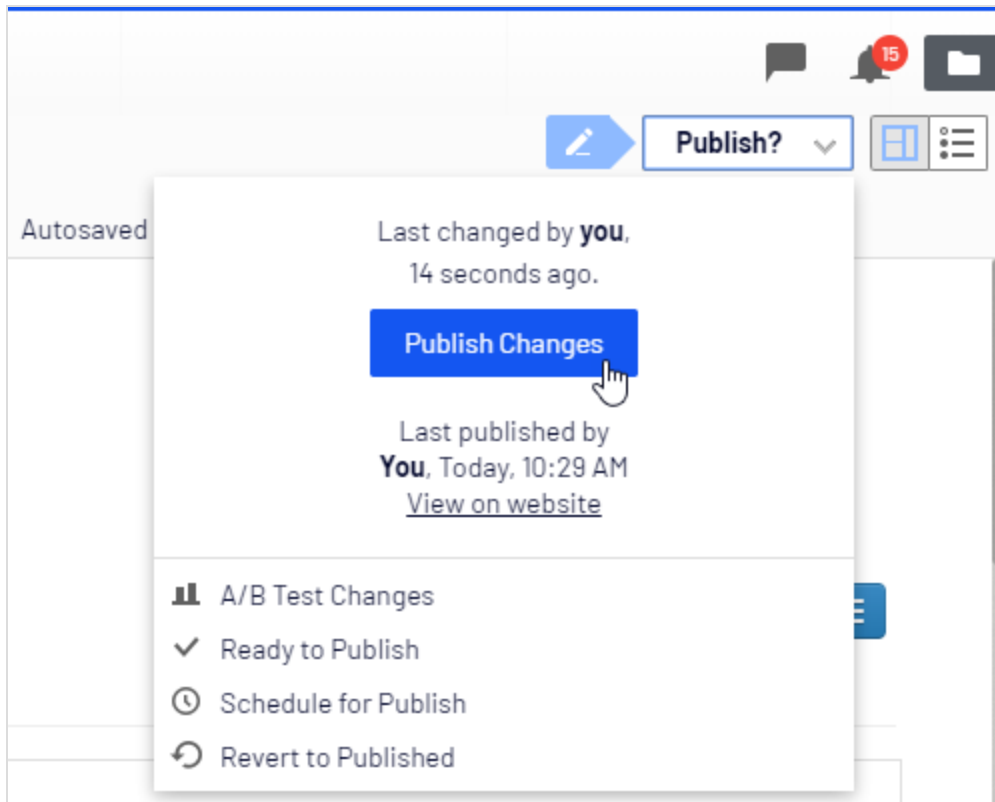 15
Publish?
Autosaved
Last changed by you,
14 seconds ago.
Publish Changes
Last published by
You, Today, 10:29 AM
View on website
A/B Test Changes
Ready to Publish
Schedule for Publish
Revert to Published